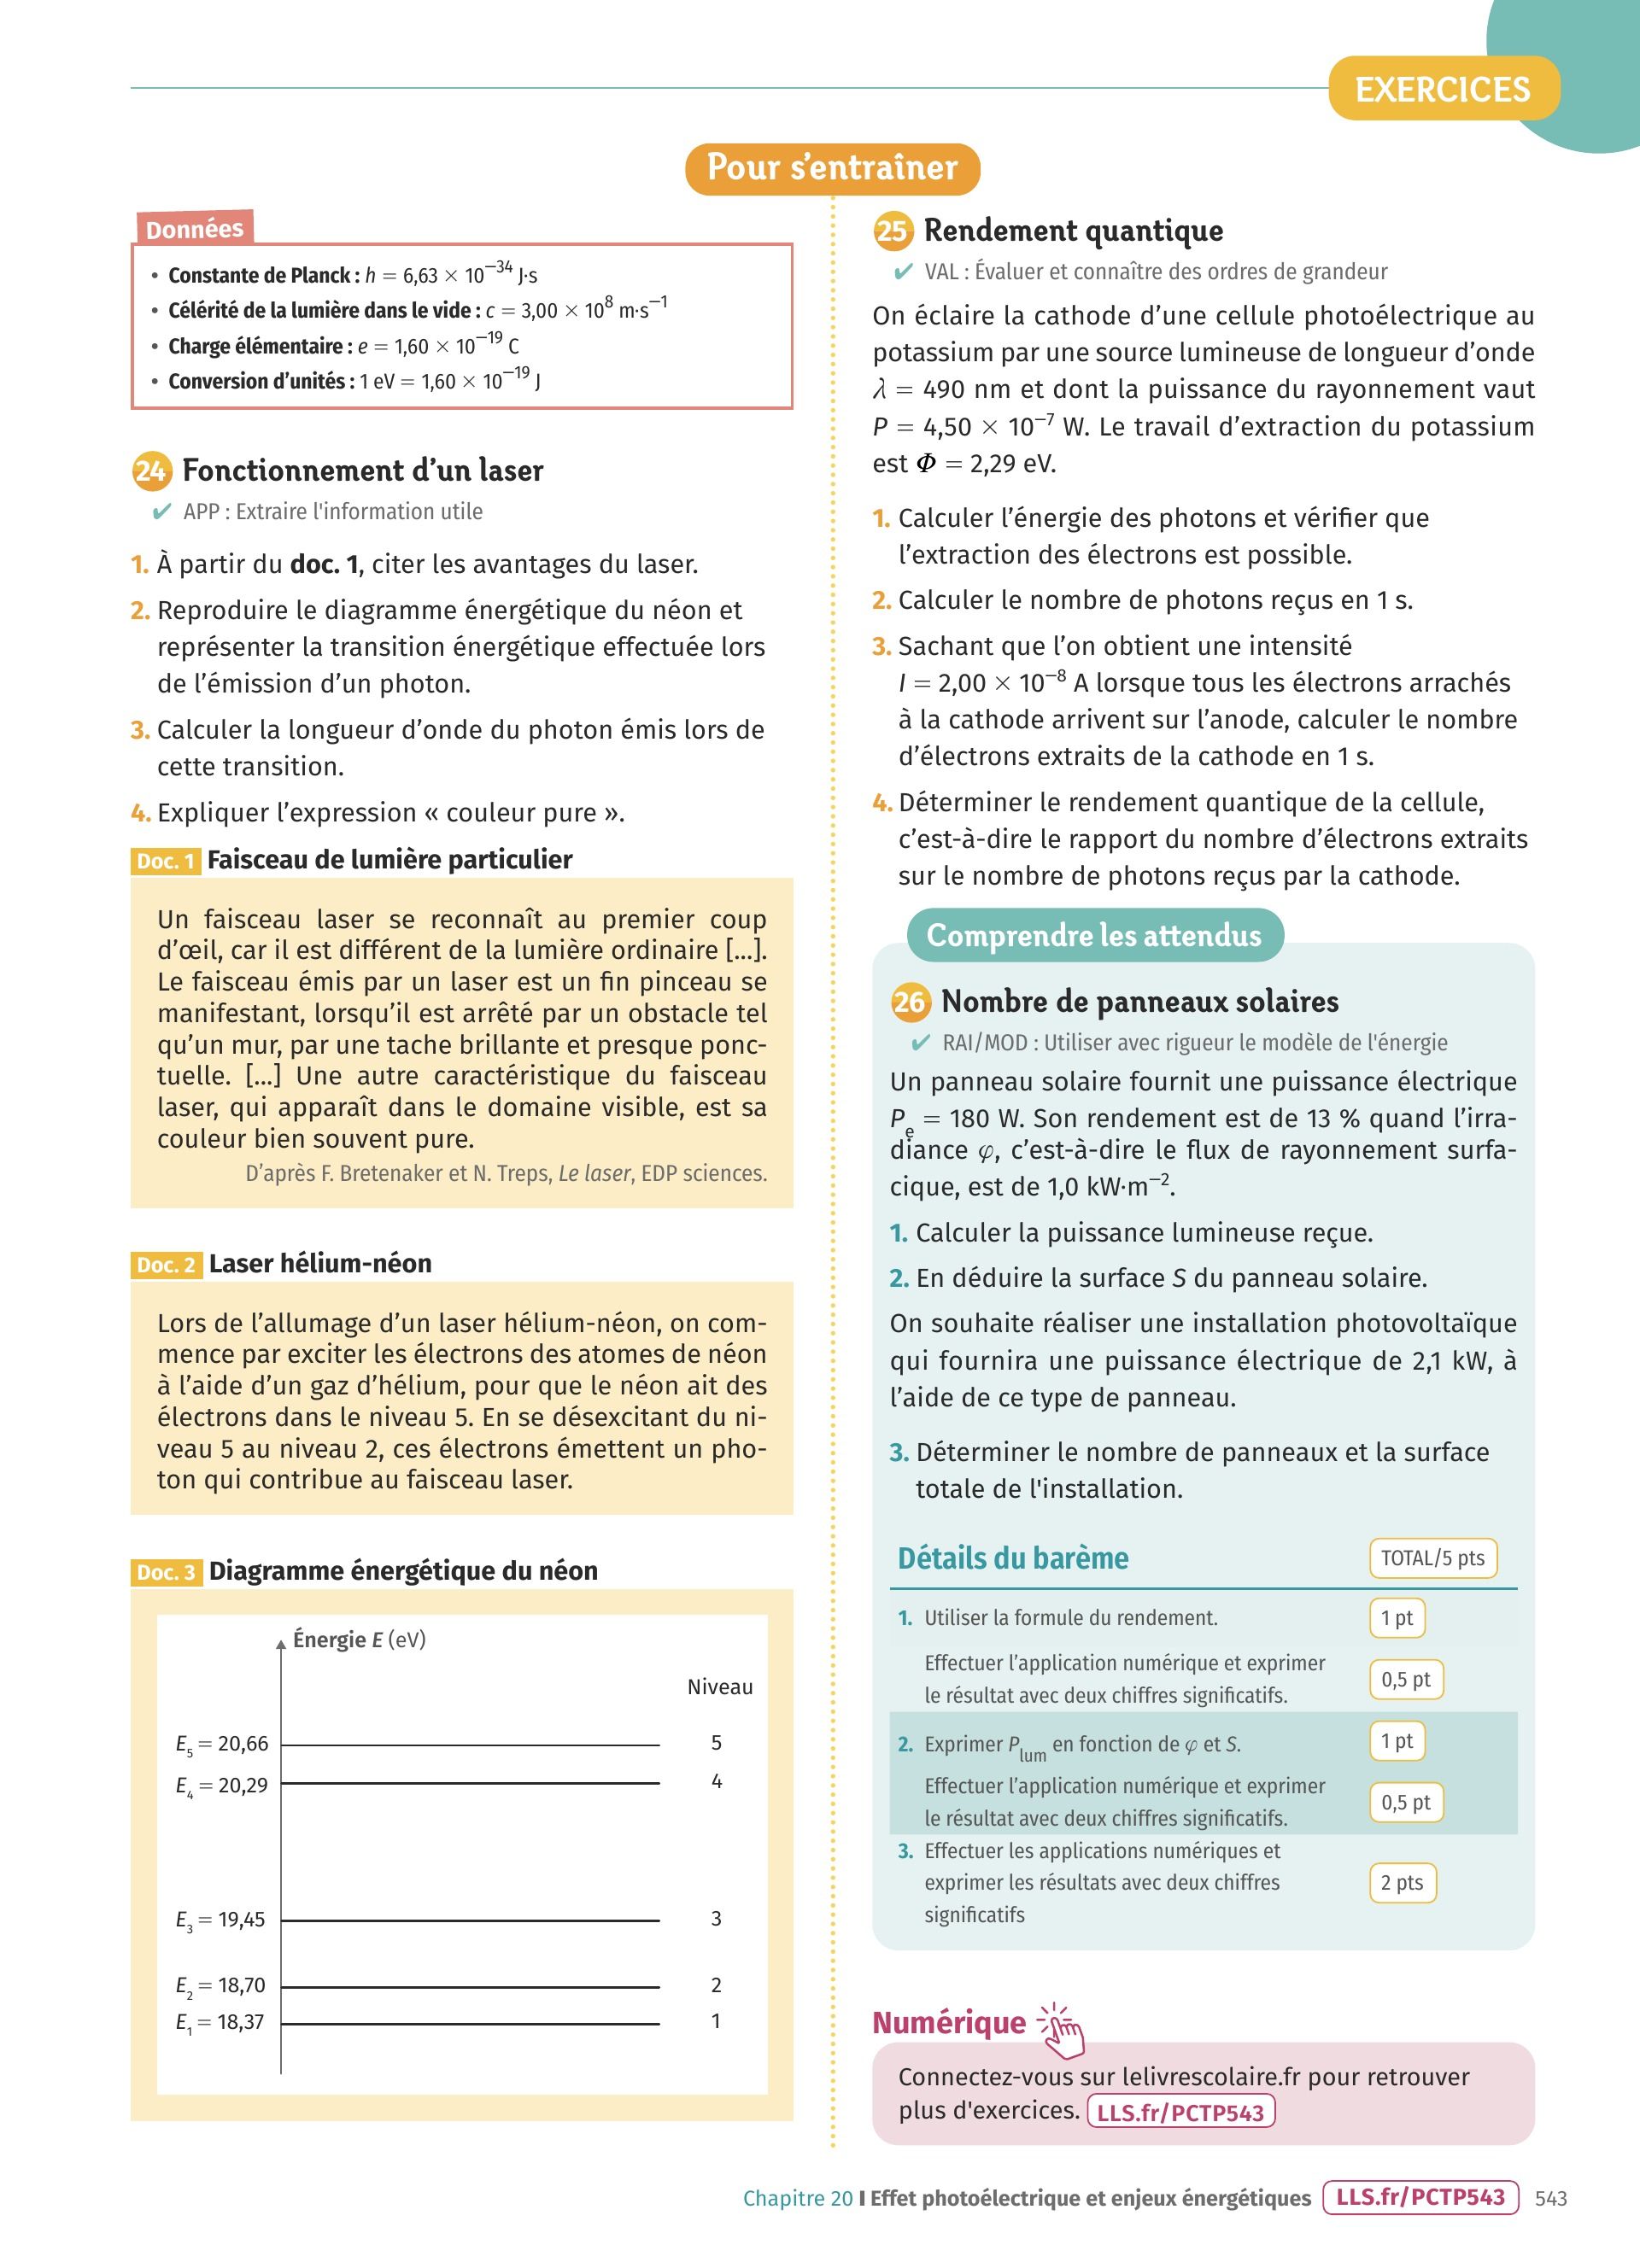 EXERCICES
Pour s'entraîner
Données
• Constante de Planck : h = 6,63 × 10⁻³⁴ J·s
• Célérité de la lumière dans le vide : c = 3,00 × 10⁸ m·s⁻¹
• Charge élémentaire : e = 1,60 × 10⁻¹⁹ C
• Conversion d'unités : 1 eV = 1,60 × 10⁻¹⁹ J
24 Fonctionnement d'un laser
✔ APP : Extraire l'information utile
1. À partir du doc. 1, citer les avantages du laser.
2. Reproduire le diagramme énergétique du néon et
représenter la transition énergétique effectuée lors
de l'émission d'un photon.
3. Calculer la longueur d'onde du photon émis lors de
cette transition.
4. Expliquer l'expression « couleur pure ».
Doc. 1 Faisceau de lumière particulier
Un faisceau laser se reconnaît au premier coup
d'œil, car il est différent de la lumière ordinaire [...].
Le faisceau émis par un laser est un fin pinceau se
manifestant, lorsqu'il est arrêté par un obstacle tel
qu'un mur, par une tache brillante et presque ponc-
tuelle. [...] Une autre caractéristique du faisceau
laser, qui apparaît dans le domaine visible, est sa
couleur bien souvent pure.
D'après F. Bretenaker et N. Treps, Le laser, EDP sciences.
Doc. 2 Laser hélium-néon
Lors de l'allumage d'un laser hélium-néon, on com-
mence par exciter les électrons des atomes de néon
à l'aide d'un gaz d'hélium, pour que le néon ait des
électrons dans le niveau 5. En se désexcitant du ni-
veau 5 au niveau 2, ces électrons émettent un pho-
ton qui contribue au faisceau laser.
Doc. 3 Diagramme énergétique du néon
Énergie E (eV)
Niveau
E₅ = 20,66 5
E₄ = 20,29 4
E₃ = 19,45 3
E₂ = 18,70 2
E₁ = 18,37 1
25 Rendement quantique
✔ VAL : Évaluer et connaître des ordres de grandeur
On éclaire la cathode d'une cellule photoélectrique au
potassium par une source lumineuse de longueur d'onde
λ = 490 nm et dont la puissance du rayonnement vaut
P = 4,50 × 10⁻⁷ W. Le travail d'extraction du potassium
est Φ = 2,29 eV.
1. Calculer l'énergie des photons et vérifier que
l'extraction des électrons est possible.
2. Calculer le nombre de photons reçus en 1 s.
3. Sachant que l'on obtient une intensité
I = 2,00 × 10⁻⁸ A lorsque tous les électrons arrachés
à la cathode arrivent sur l'anode, calculer le nombre
d'électrons extraits de la cathode en 1 s.
4. Déterminer le rendement quantique de la cellule,
c'est-à-dire le rapport du nombre d'électrons extraits
sur le nombre de photons reçus par la cathode.
Comprendre les attendus
26 Nombre de panneaux solaires
✔ RAI/MOD : Utiliser avec rigueur le modèle de l'énergie
Un panneau solaire fournit une puissance électrique
Pₑ = 180 W. Son rendement est de 13 % quand l'irra-
diance φ, c'est-à-dire le flux de rayonnement surfa-
cique, est de 1,0 kW·m⁻².
1. Calculer la puissance lumineuse reçue.
2. En déduire la surface S du panneau solaire.
On souhaite réaliser une installation photovoltaïque
qui fournira une puissance électrique de 2,1 kW, à
l'aide de ce type de panneau.
3. Déterminer le nombre de panneaux et la surface
totale de l'installation.
Détails du barème TOTAL/5 pts
1. Utiliser la formule du rendement. 1 pt
Effectuer l'application numérique et exprimer
le résultat avec deux chiffres significatifs. 0,5 pt
2. Exprimer Plum en fonction de φ et S. 1 pt
Effectuer l'application numérique et exprimer
le résultat avec deux chiffres significatifs. 0,5 pt
3. Effectuer les applications numériques et
exprimer les résultats avec deux chiffres 2 pts
significatifs
Numérique
Connectez-vous sur lelivrescolaire.fr pour retrouver
plus d'exercices. LLS.fr/PCTP543
Chapitre 20 I Effet photoélectrique et enjeux énergétiques LLS.fr/PCTP543 543